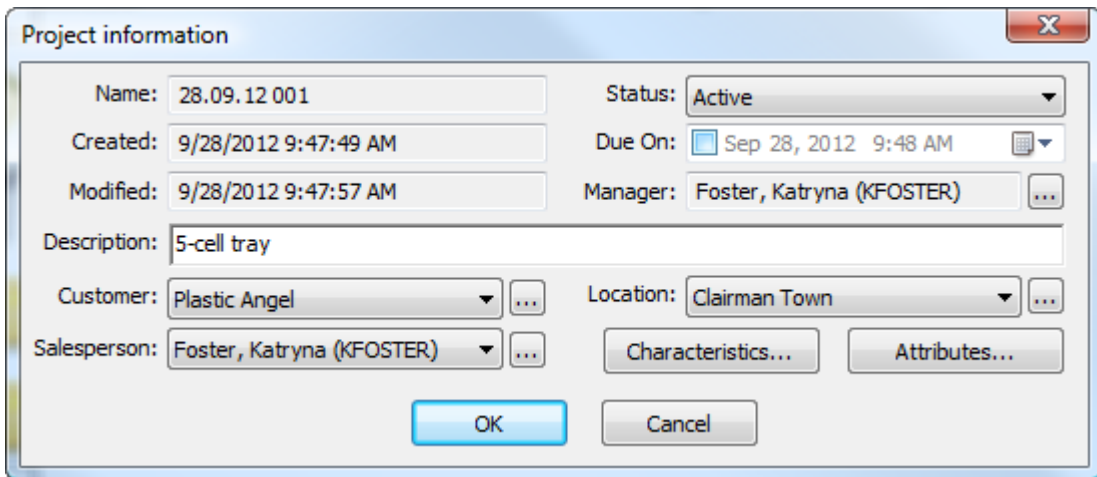 Project information
Name: 28.09.12 001 Status: Active
Created: 9/28/2012 9:47:49 AM Due On: Sep 28, 2012 9:48 AM
Modified: 9/28/2012 9:47:57 AM Manager: Foster, Katryna (KFOSTER) ...
Description: 5-cell tray
Customer: Plastic Angel ... Location: Clairman Town ...
Salesperson: Foster, Katryna (KFOSTER) ... Characteristics... Attributes...
OK Cancel